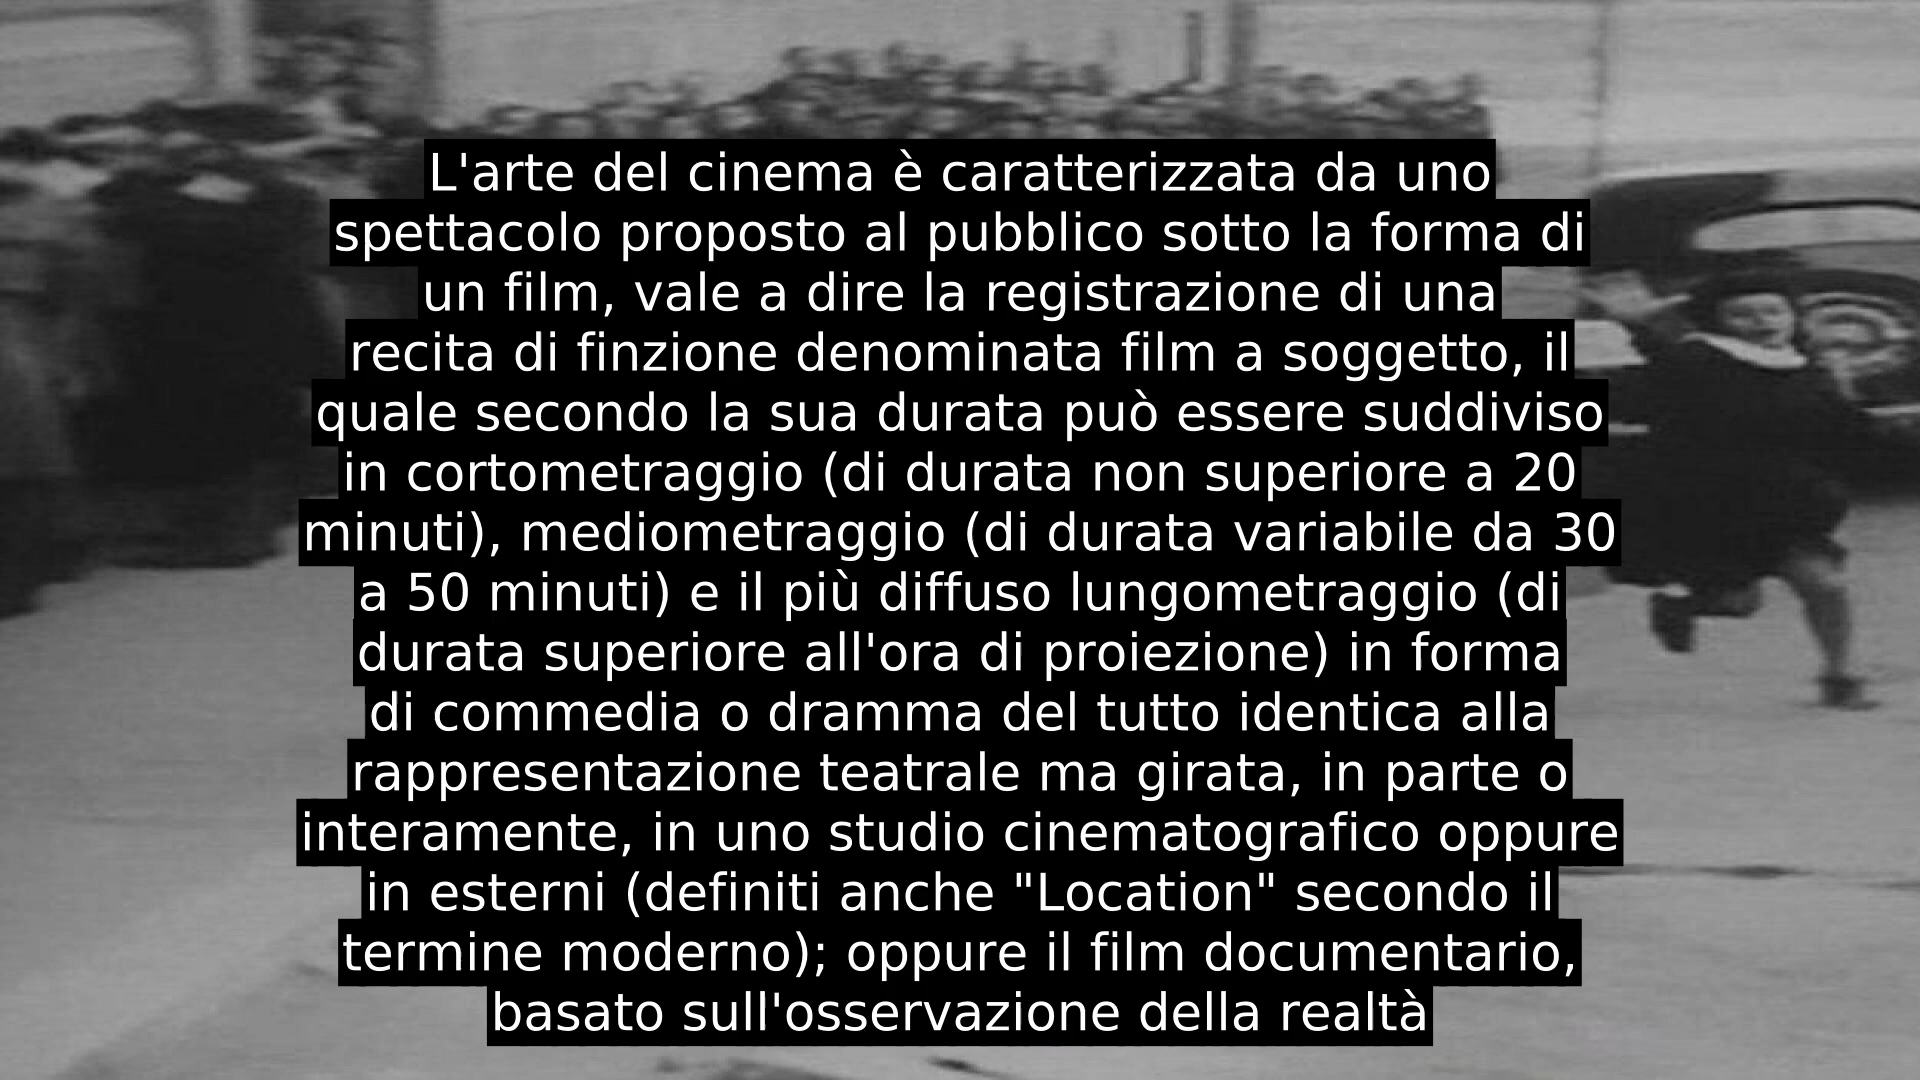 L'arte del cinema è caratterizzata da uno
spettacolo proposto al pubblico sotto la forma di
un film, vale a dire la registrazione di una
recita di finzione denominata film a soggetto, il
quale secondo la sua durata può essere suddiviso
in cortometraggio (di durata non superiore a 20
minuti), mediometraggio (di durata variabile da 30
a 50 minuti) e il più diffuso lungometraggio (di
durata superiore all'ora di proiezione) in forma
di commedia o dramma del tutto identica alla
rappresentazione teatrale ma girata, in parte o
interamente, in uno studio cinematografico oppure
in esterni (definiti anche "Location" secondo il
termine moderno); oppure il film documentario,
basato sull'osservazione della realtà